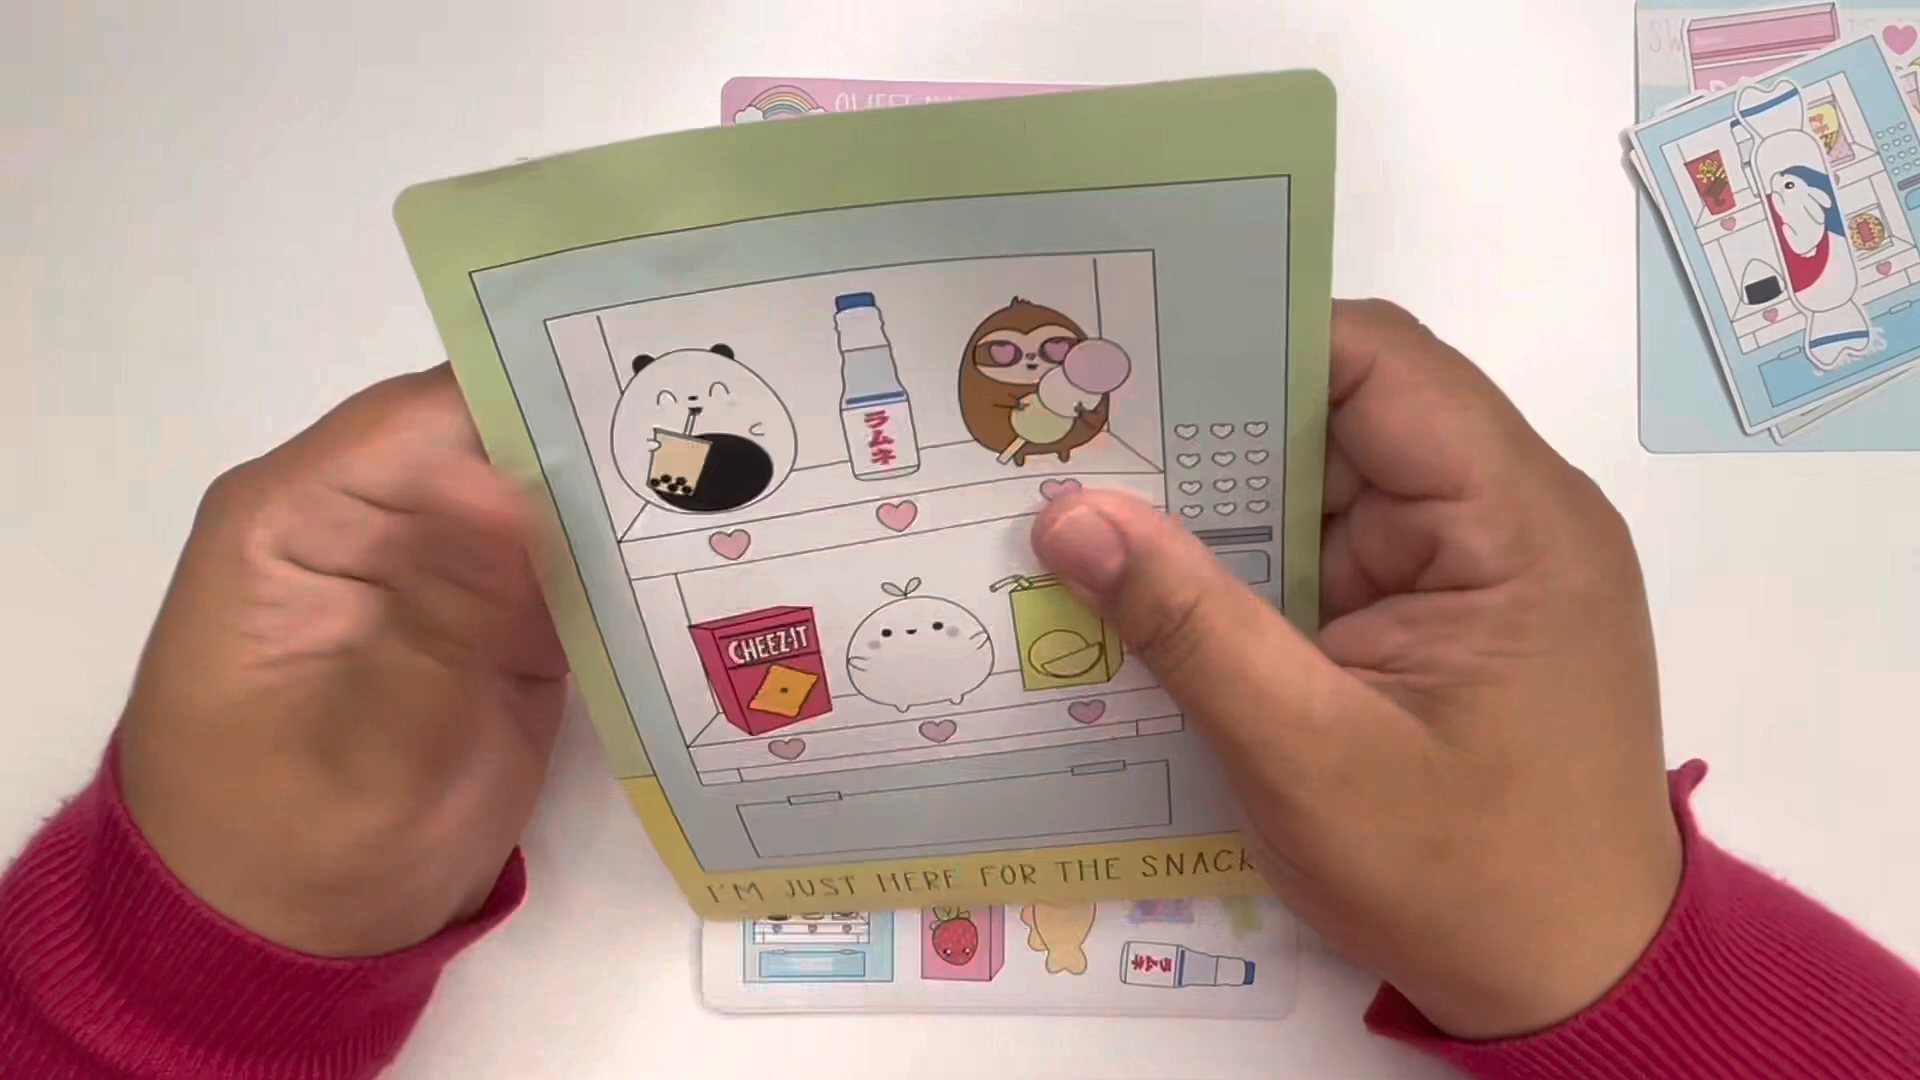 ラムネ
CHEEZ-IT
I'M JUST HERE FOR THE SNACK
ラムネ